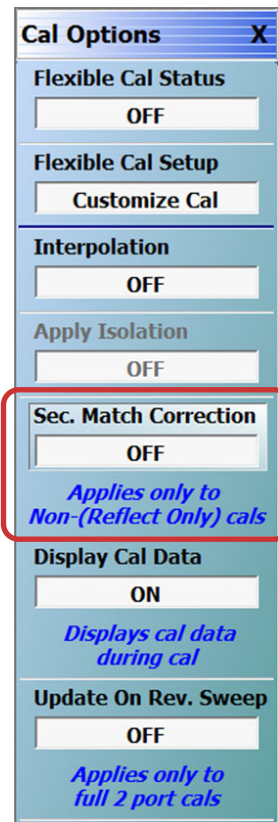 Cal Options X
Flexible Cal Status
OFF
Flexible Cal Setup
Customize Cal
Interpolation
OFF
Apply Isolation
OFF
Sec. Match Correction
OFF
Applies only to
Non-(Reflect Only) cals
Display Cal Data
ON
Displays cal data
during cal
Update On Rev. Sweep
OFF
Applies only to
full 2 port cals